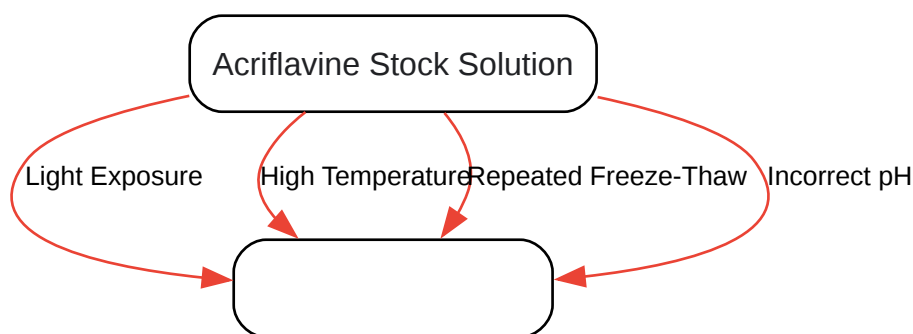 Acriflavine Stock Solution
Light Exposure
High Temperature
Repeated Freeze-Thaw
Incorrect pH